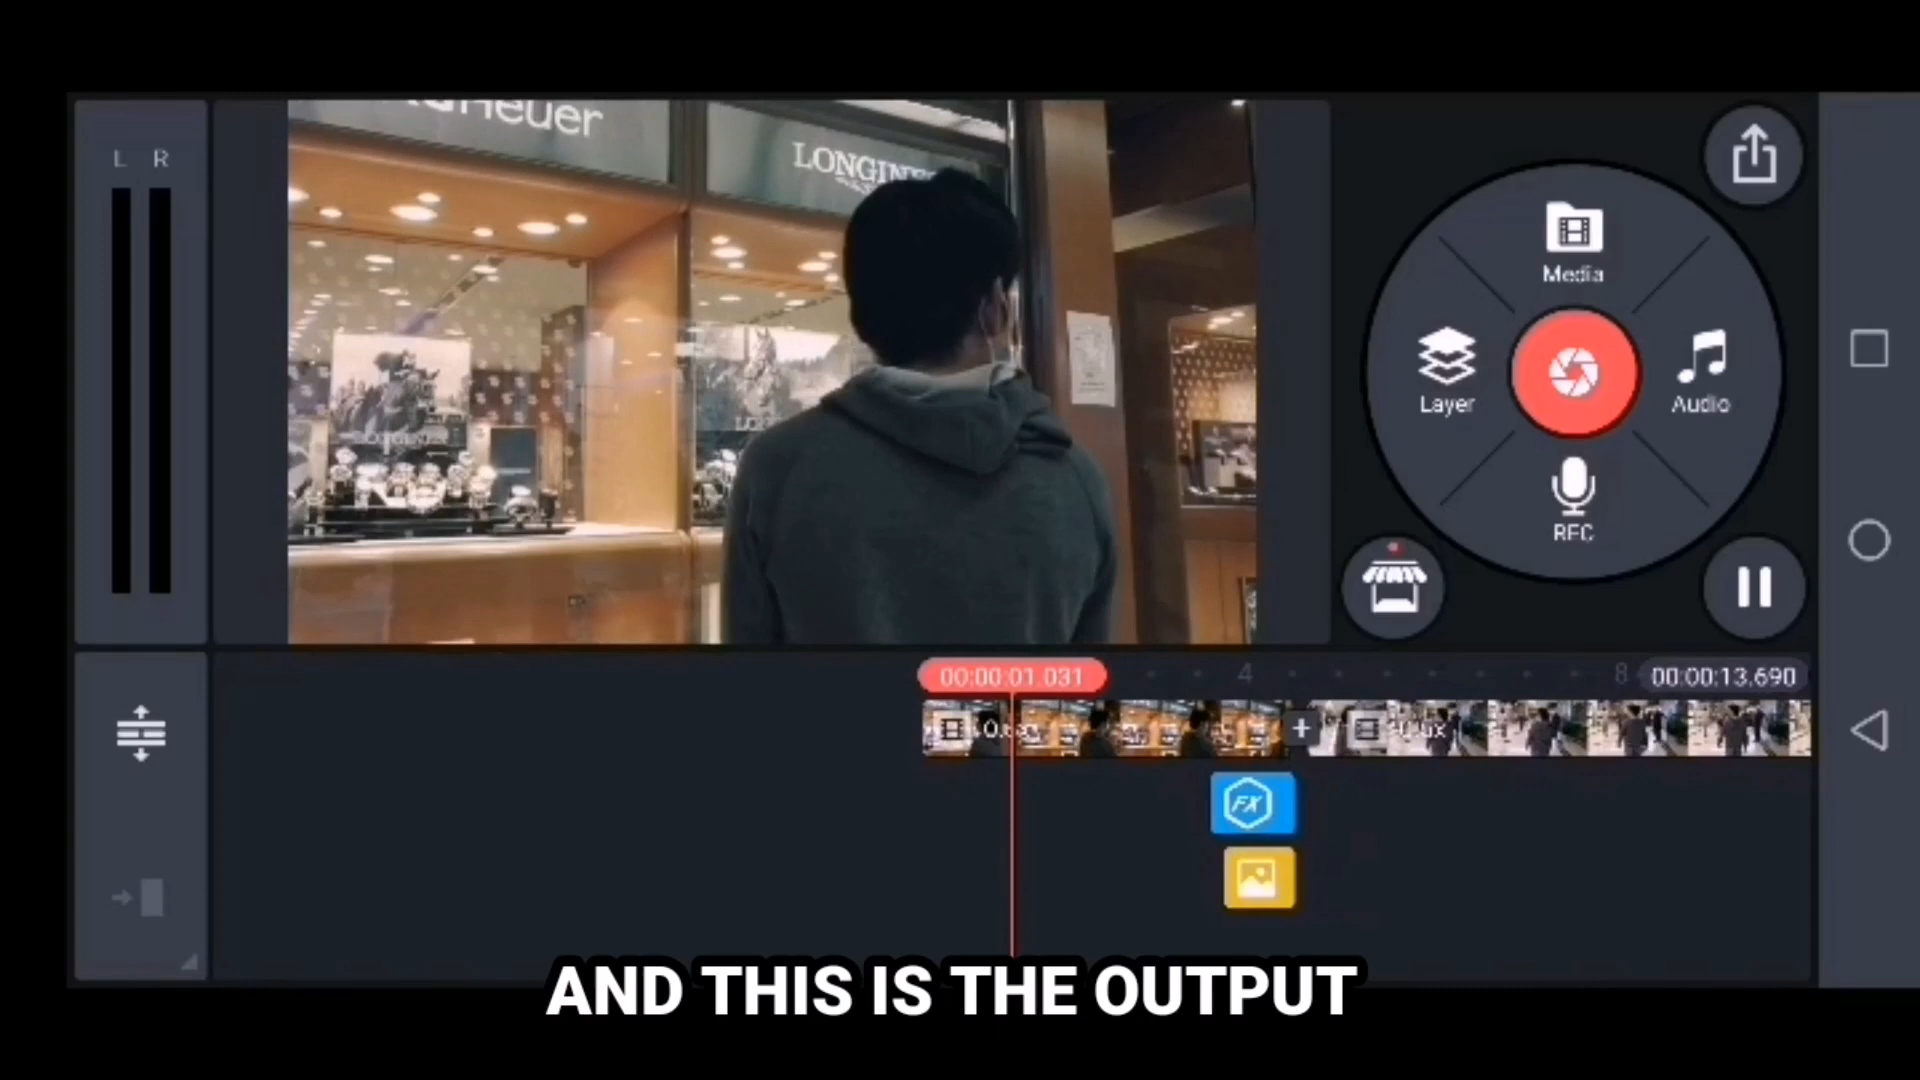 Heuer
LONGINES
L R
Media
Layer
Audio
REC
00:00:01.031
4
8
00:00:13.690
FX
AND THIS IS THE OUTPUT